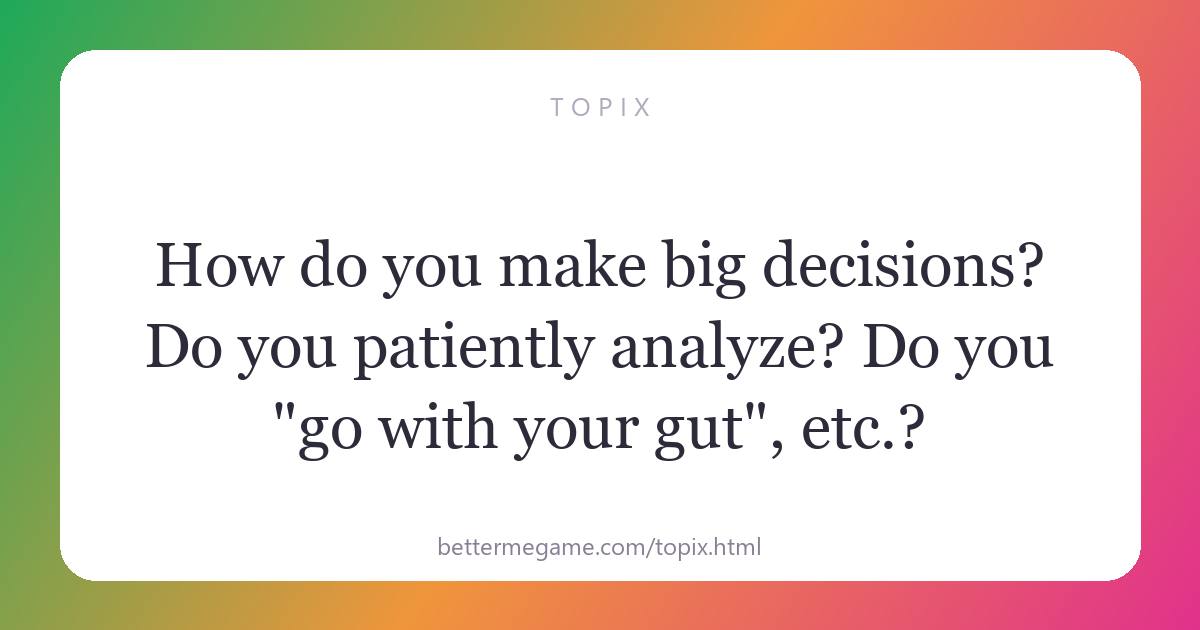 TOPIX
How do you make big decisions?
Do you patiently analyze? Do you
"go with your gut", etc.?
bettermegame.com/topix.html